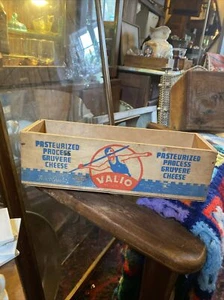 PASTEURIZED
PROCESS
GRUYERE
CHEESE
VALIO
PASTEURIZED
PROCESS
GRUYERE
CHEESE